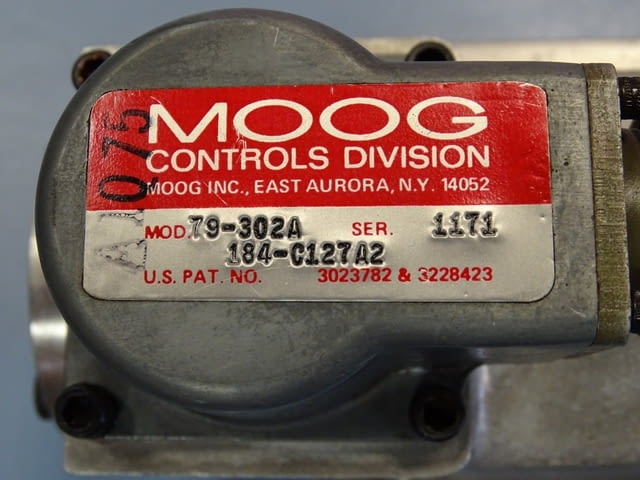 MOOG
CONTROLS DIVISION
MOOG INC., EAST AURORA, N.Y. 14052
MOD. 79-302A SER. 1171
184-C127A2
U.S. PAT. NO. 3023782 & 3228423
075